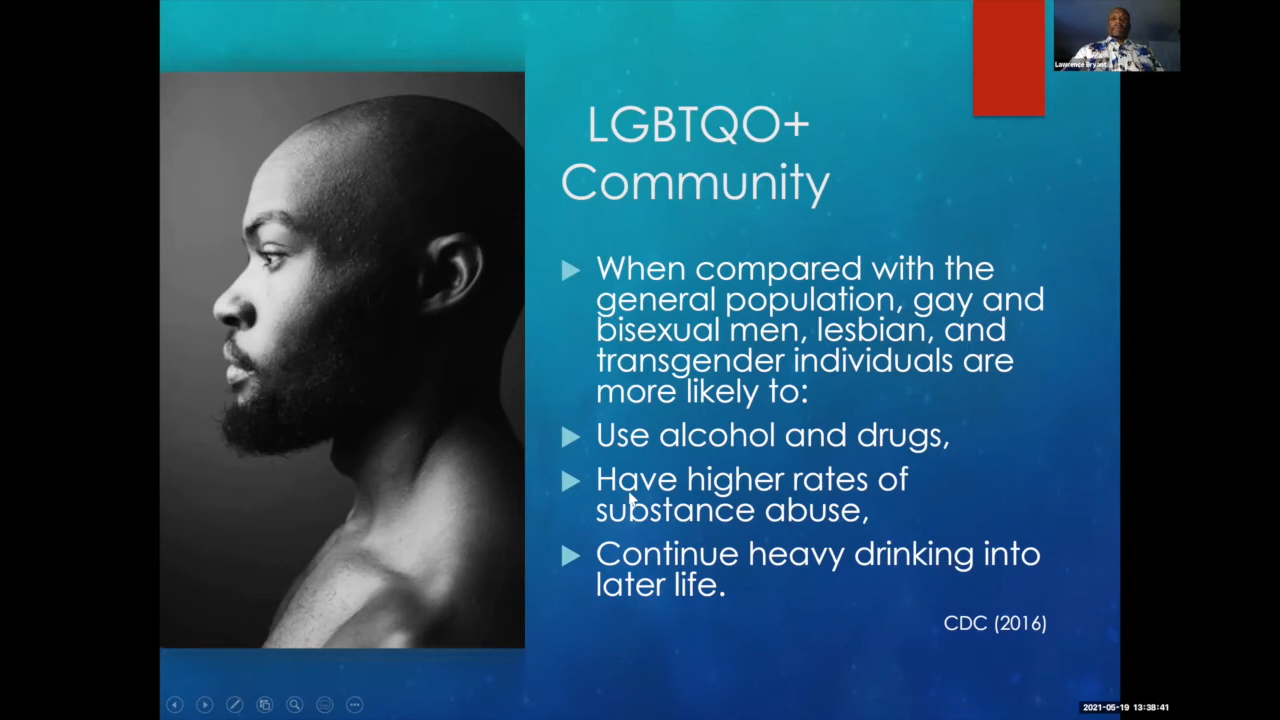 Lawrence Bryant
LGBTQO+
Community
When compared with the
general population, gay and
bisexual men, lesbian, and
transgender individuals are
more likely to:
Use alcohol and drugs,
Have higher rates of
substance abuse,
Continue heavy drinking into
later life.
CDC (2016)
2021-05-19 13:38:41